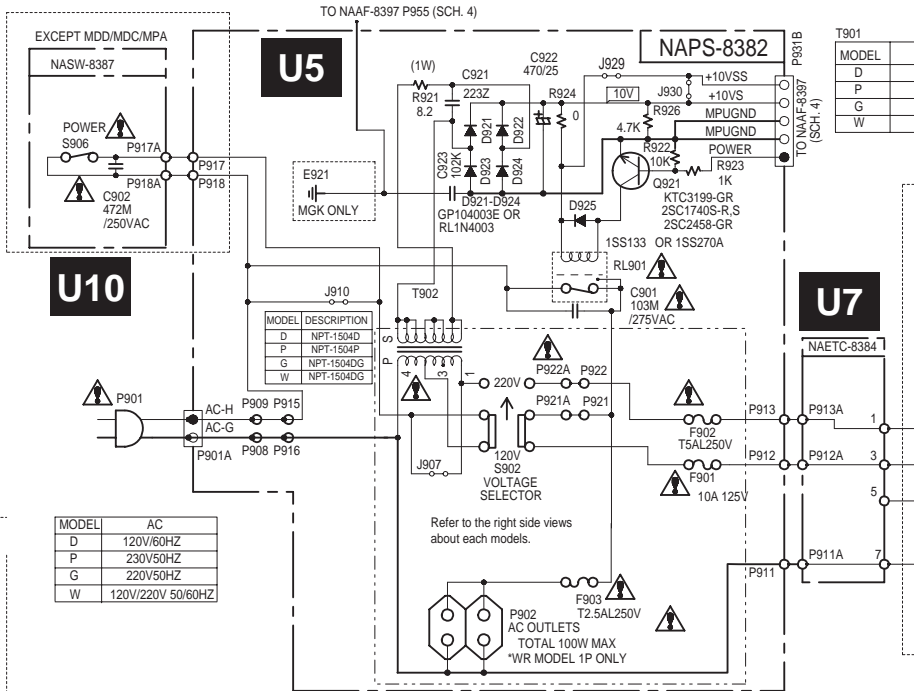 TO NAAF-8397 P955 (SCH. 4)
EXCEPT MDD/MDC/MPA
NASW-8387
U5
NAPS-8382
P931B
T901
MODEL
D
P
G
W
POWER
S906
P917A
P918A
P917
P918
C902
472M
/250VAC
U10
(1W)
R921
8.2
C921
223Z
C922
470/25
R924
0
J929
J930
10V
R926
4.7K
R922
10K
R923
1K
+10VSS
+10VS
MPUGND
MPUGND
POWER
TO NAAF-8397
(SCH. 4)
D921
D922
D923
D924
C923
102K
E921
MGK ONLY
D921-D924
GP104003E OR
RL1N4003
Q921
KTC3199-GR
2SC1740S-R,S
2SC2458-GR
D925
1SS133 OR 1SS270A
RL901
C901
103M
/275VAC
J910
T902
MODEL DESCRIPTION
D NPT-1504D
P NPT-1504P
G NPT-1504DG
W NPT-1504DG
S
P
4
3
1
U7
NAETC-8384
P901
AC-H
AC-G
P901A
P909
P915
P908
P916
220V
P922A
P922
P921A
P921
120V
S902
VOLTAGE
SELECTOR
J907
F902
T5AL250V
F901
10A 125V
P913
P913A
1
P912
P912A
3
5
P911
P911A
7
Refer to the right side views
about each models.
MODEL AC
D 120V/60HZ
P 230V50HZ
G 220V50HZ
W 120V/220V 50/60HZ
F903
T2.5AL250V
P902
AC OUTLETS
TOTAL 100W MAX
*WR MODEL 1P ONLY